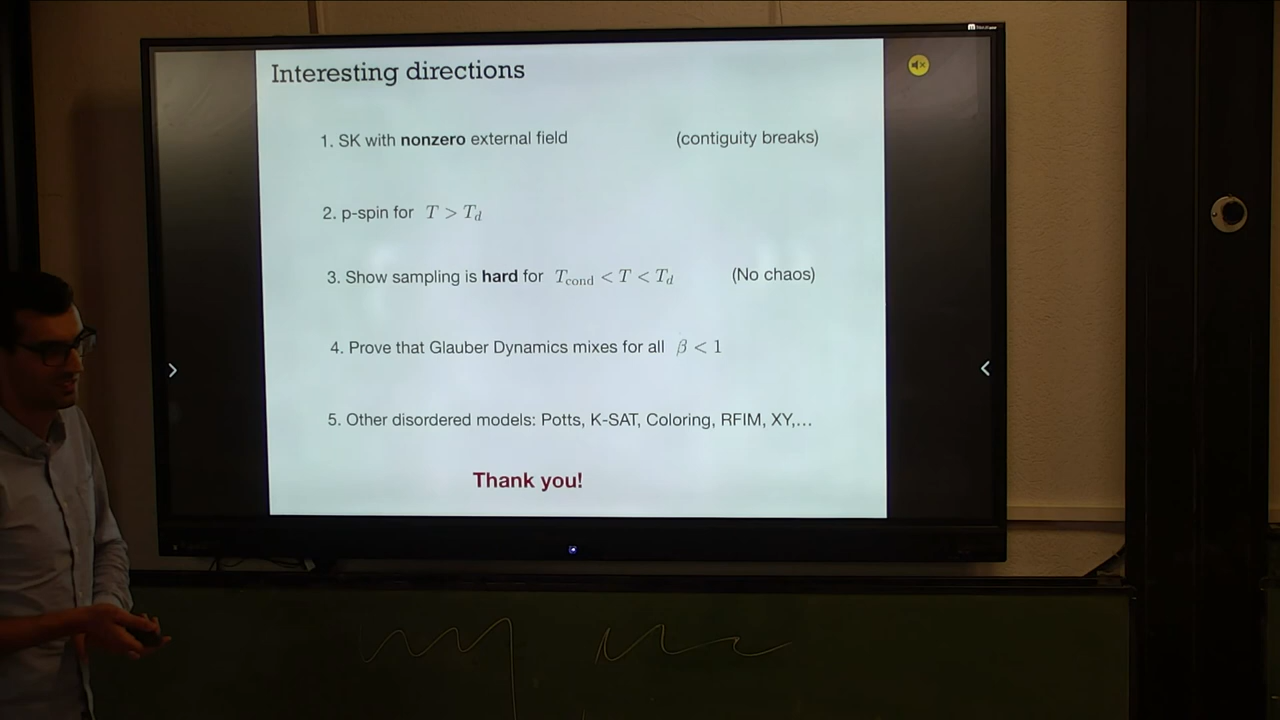 Interesting directions
1. SK with nonzero external field (contiguity breaks)
2. p-spin for T > T_d
3. Show sampling is hard for T_cond < T < T_d (No chaos)
4. Prove that Glauber Dynamics mixes for all β < 1
5. Other disordered models: Potts, K-SAT, Coloring, RFIM, XY,...
Thank you!